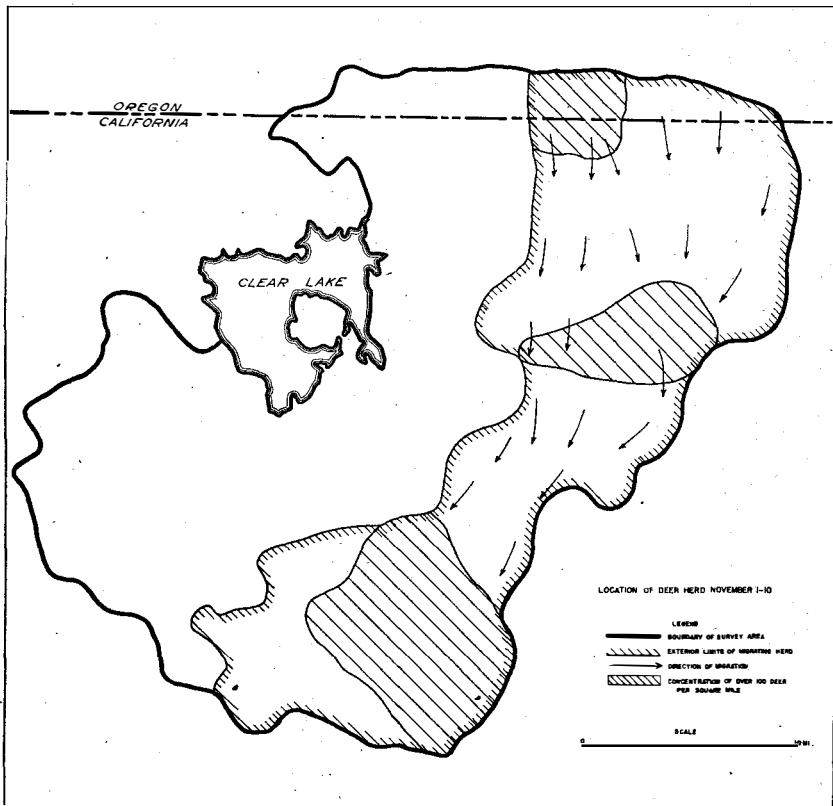 OREGON
CALIFORNIA
CLEAR LAKE
LOCATION OF DEER HERD NOVEMBER 1-10
LEGEND
BOUNDARY OF SURVEY AREA
EXTERIOR LIMITS OF MIGRATING HERD
DIRECTION OF MIGRATION
CONCENTRATION OF OVER 100 DEER
PER SQUARE MILE
SCALE
0